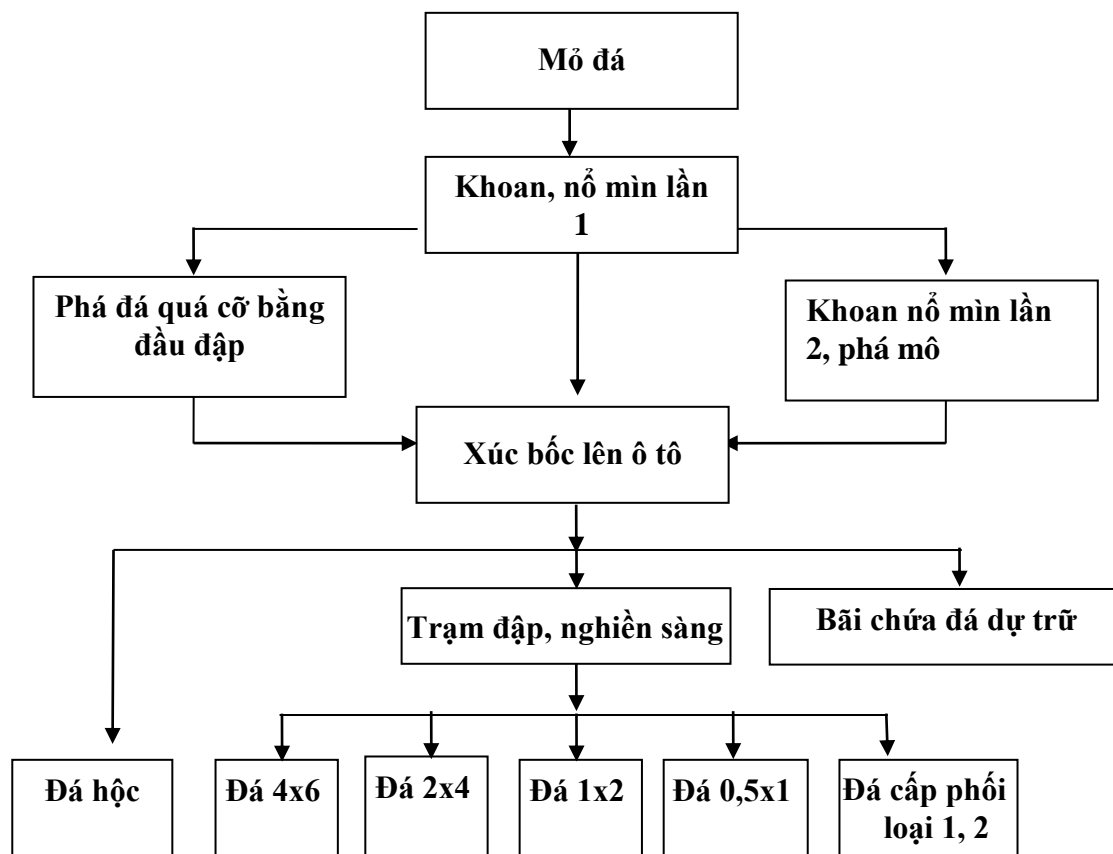 Mỏ đá
Khoan, nổ mìn lần
1
Phá đá quá cỡ bằng
đầu đập
Khoan nổ mìn lần
2, phá mô
Xúc bốc lên ô tô
Trạm đập, nghiền sàng
Bãi chứa đá dự trữ
Đá hộc
Đá 4x6
Đá 2x4
Đá 1x2
Đá 0,5x1
Đá cấp phối
loại 1, 2